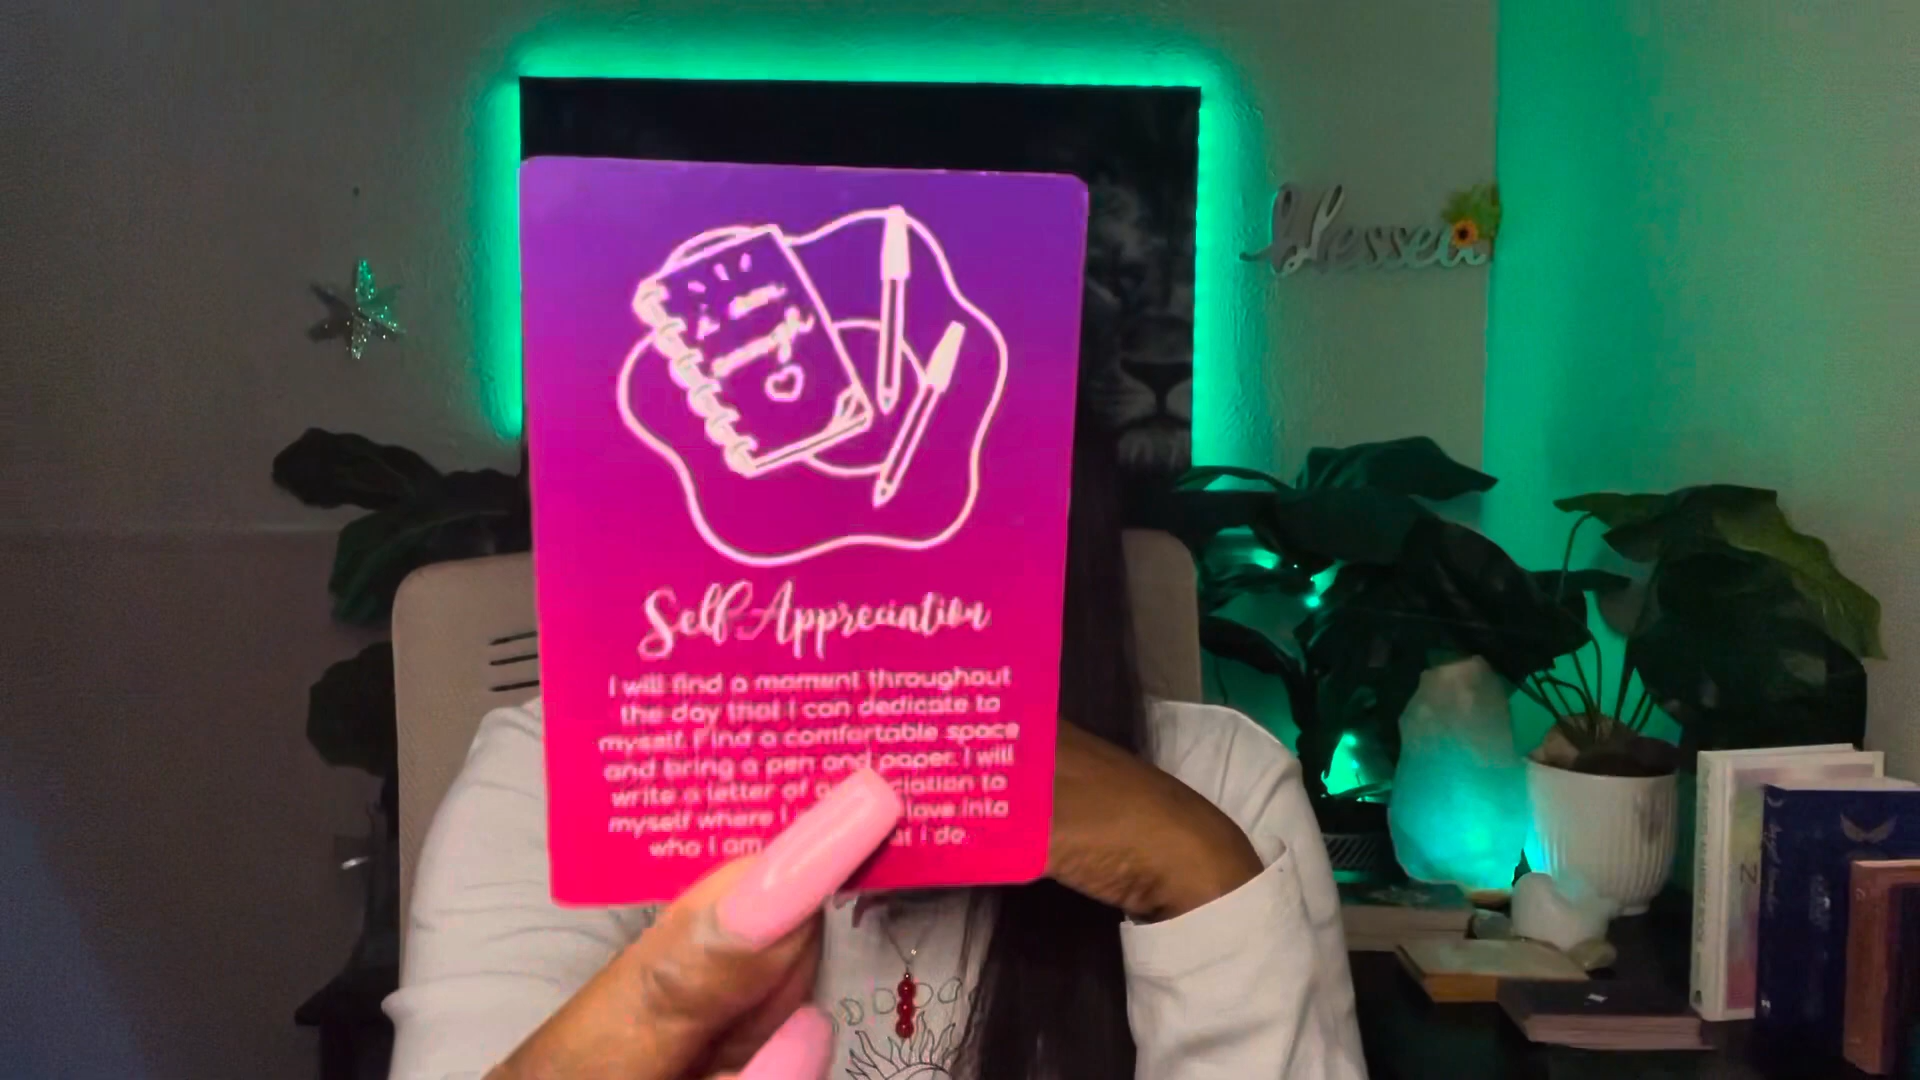 blessed
Self-Appreciation
I will find a moment throughout
the day that I can dedicate to
myself. Find a comfortable space
and bring a pen and paper. I will
write a letter of to
myself where I love into
who I am I do